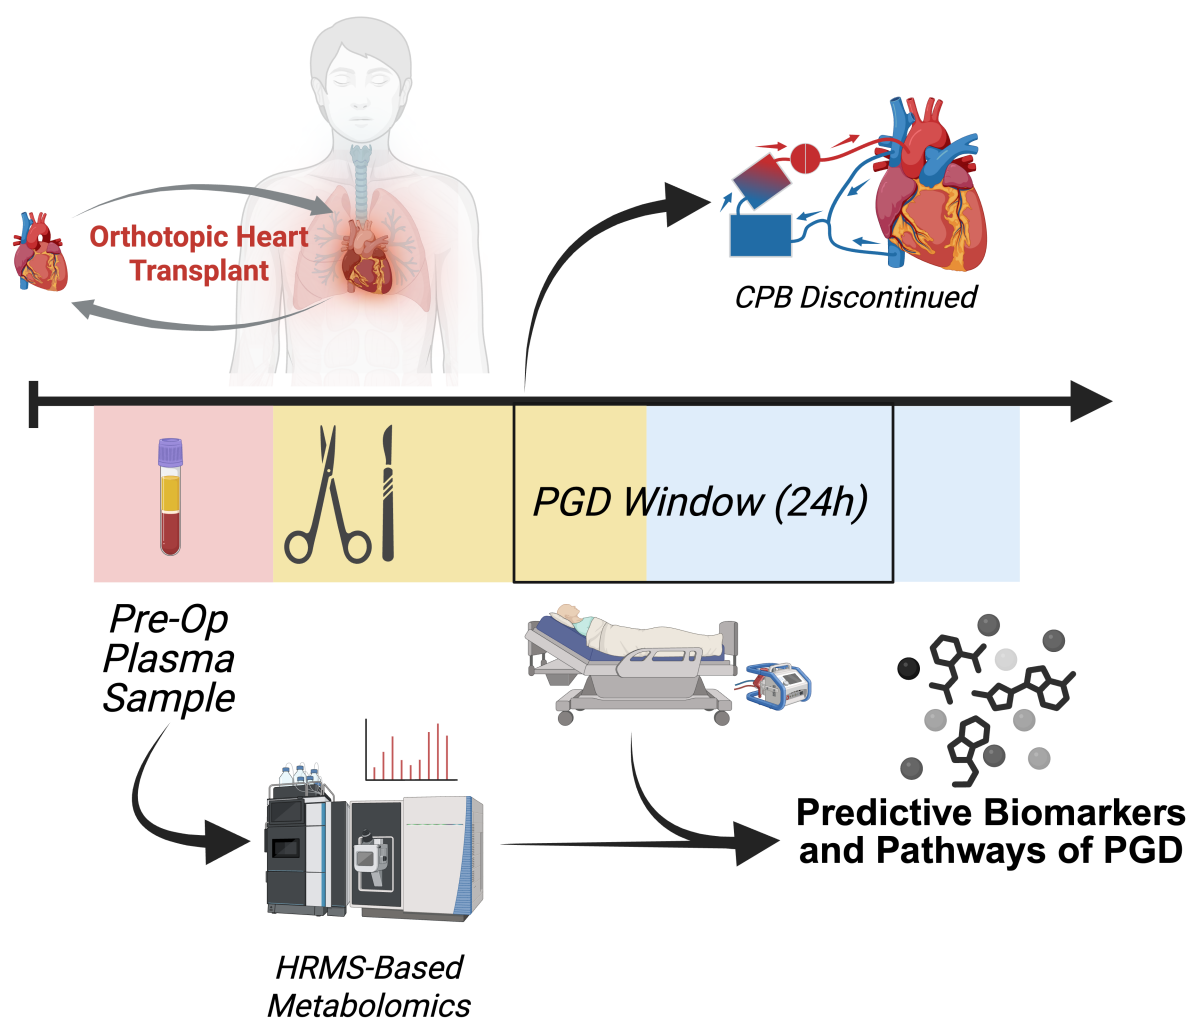 Orthotopic Heart
Transplant
CPB Discontinued
PGD Window (24h)
Pre-Op
Plasma
Sample
HRMS-Based
Metabolomics
Predictive Biomarkers
and Pathways of PGD